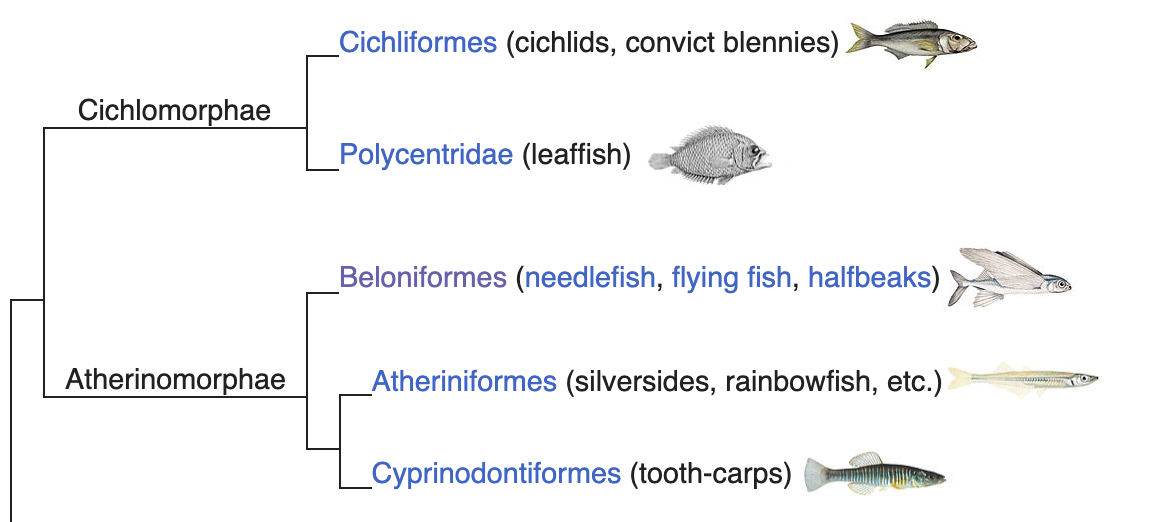 Cichliformes (cichlids, convict blennies)
Cichlomorphae
Polycentridae (leaffish)
Beloniformes (needlefish, flying fish, halfbeaks)
Atherinomorphae
Atheriniformes (silversides, rainbowfish, etc.)
Cyprinodontiformes (tooth-carps)